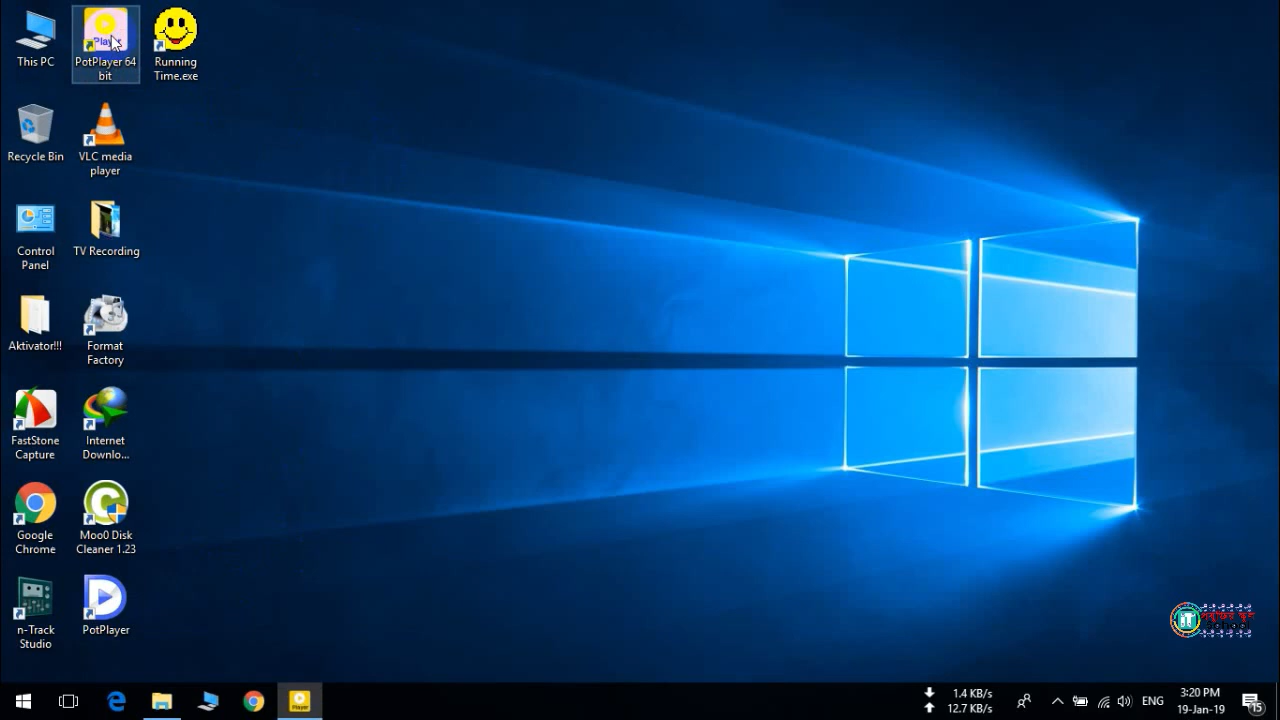 This PC
PotPlayer 64
bit
Running
Time.exe
Recycle Bin
VLC media
player
Control
Panel
TV Recording
Aktivator!!!
Format
Factory
FastStone
Capture
Internet
Downlo...
Google
Chrome
Moo0 Disk
Cleaner 1.23
n-Track
Studio
PotPlayer
1.4 KB/s
12.7 KB/s
ENG
3:20 PM
19-Jan-19
15